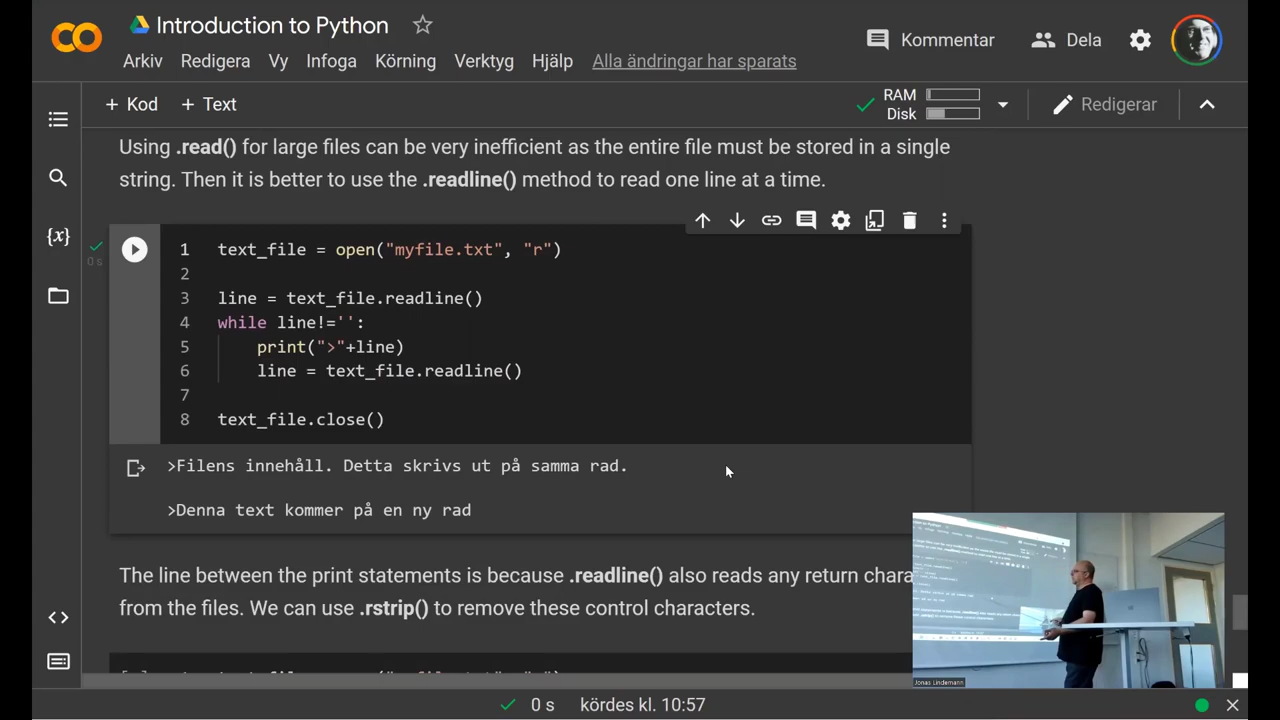 Introduction to Python
Kommentar
Dela
Arkiv Redigera Vy Infoga Körning Verktyg Hjälp Alla ändringar har sparats
+ Kod + Text
RAM
Disk
Redigerar
Using .read() for large files can be very inefficient as the entire file must be stored in a single
string. Then it is better to use the .readline() method to read one line at a time.
{x}
0 s
1 text_file = open("myfile.txt", "r")
2
3 line = text_file.readline()
4 while line!='':
5 print(">"+line)
6 line = text_file.readline()
7
8 text_file.close()
>Filens innehåll. Detta skrivs ut på samma rad.
>Denna text kommer på en ny rad
The line between the print statements is because .readline() also reads any return chara
from the files. We can use .rstrip() to remove these control characters.
Jonas Lindemann
0 s kördes kl. 10:57